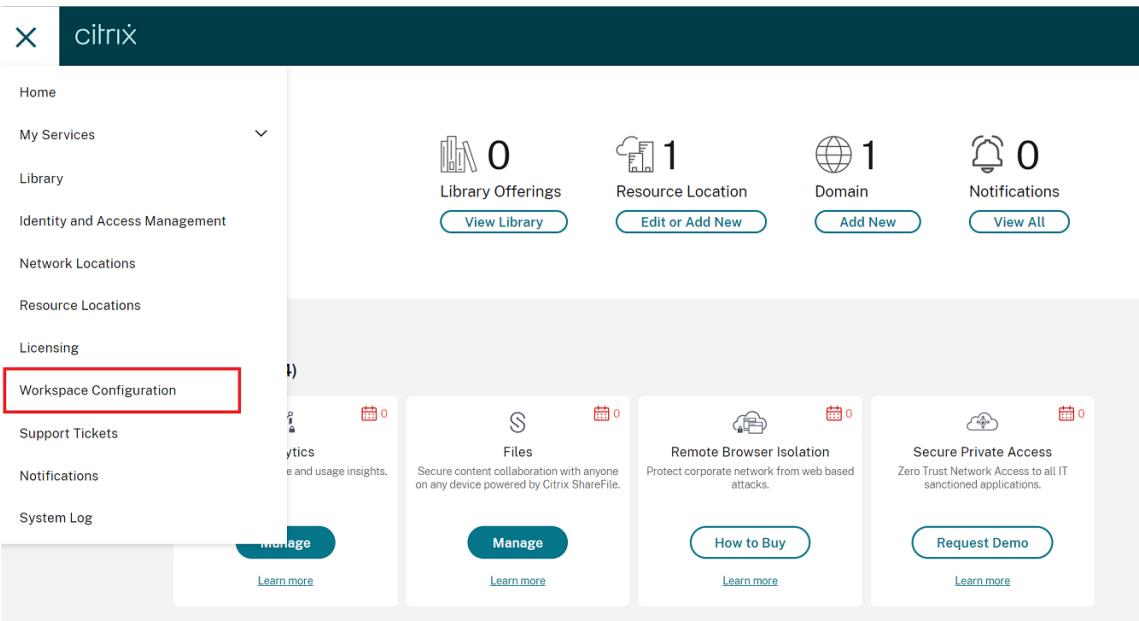 citrix
Home
My Services
Library
Identity and Access Management
Network Locations
Resource Locations
Licensing
Workspace Configuration
Support Tickets
Notifications
System Log
0
Library Offerings
View Library
1
Resource Location
Edit or Add New
1
Domain
Add New
0
Notifications
View All
4)
0
ytics
e and usage insights.
Manage
Learn more
0
Files
Secure content collaboration with anyone
on any device powered by Citrix ShareFile.
Manage
Learn more
0
Remote Browser Isolation
Protect corporate network from web based
attacks.
How to Buy
Learn more
0
Secure Private Access
Zero Trust Network Access to all IT
sanctioned applications.
Request Demo
Learn more